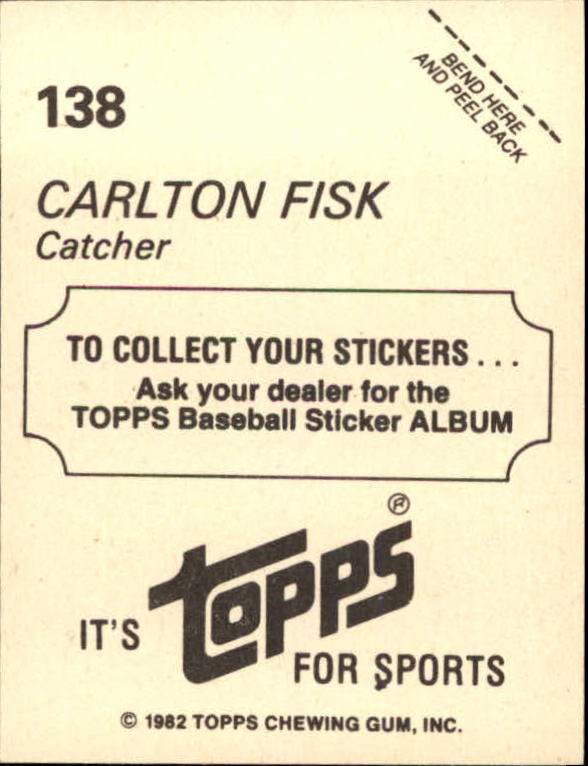 BEND HERE
AND PEEL BACK
138
CARLTON FISK
Catcher
TO COLLECT YOUR STICKERS . . .
Ask your dealer for the
TOPPS Baseball Sticker ALBUM
IT'S topps ®
FOR SPORTS
© 1982 TOPPS CHEWING GUM, INC.